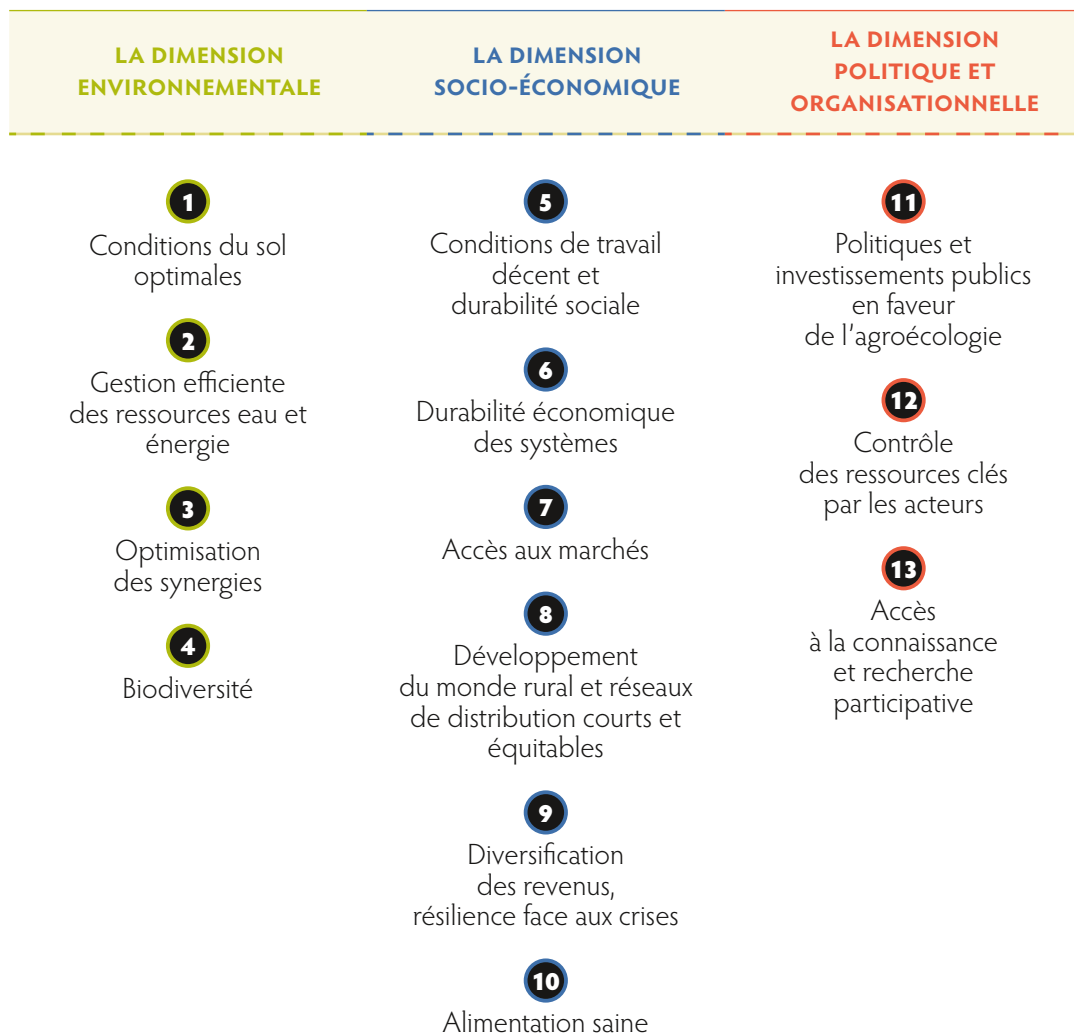 LA DIMENSION
ENVIRONNEMENTALE
LA DIMENSION
SOCIO-ÉCONOMIQUE
LA DIMENSION
POLITIQUE ET
ORGANISATIONNELLE
1
Conditions du sol
optimales
2
Gestion efficiente
des ressources eau et
énergie
3
Optimisation
des synergies
4
Biodiversité
5
Conditions de travail
décent et
durabilité sociale
6
Durabilité économique
des systèmes
7
Accès aux marchés
8
Développement
du monde rural et réseaux
de distribution courts et
équitables
9
Diversification
des revenus,
résilience face aux crises
10
Alimentation saine
11
Politiques et
investissements publics
en faveur
de l'agroécologie
12
Contrôle
des ressources clés
par les acteurs
13
Accès
à la connaissance
et recherche
participative